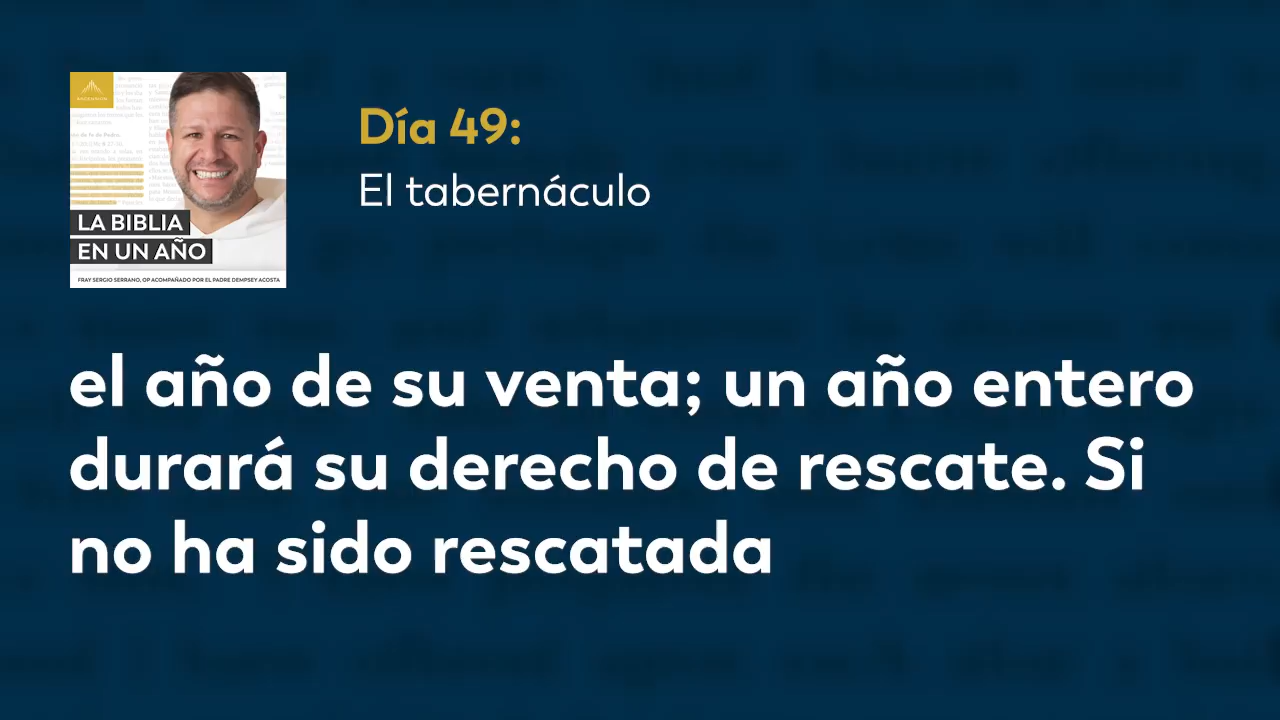 ASCENSION
LA BIBLIA
EN UN AÑO
FRAY SERGIO SERRANO, OP ACOMPAÑADO POR EL PADRE DEMPSEY ACOSTA
Día 49:
El tabernáculo
el año de su venta; un año entero
durará su derecho de rescate. Si
no ha sido rescatada